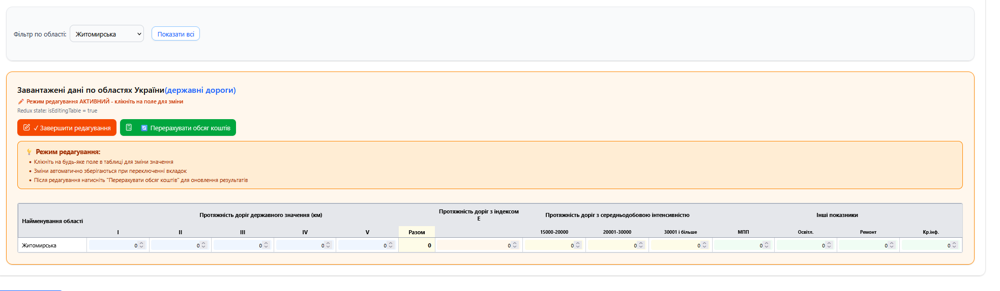 Фільтр по області: Житомирська Показати всі
Завантажені дані по областях України(державні дороги)
Режим редагування АКТИВНИЙ - клікніть на поле для зміни
Redux state: isEditingTable = true
✓ Завершити редагування Перерахувати обсяг коштів
Режим редагування:
• Клікніть на будь-яке поле в таблиці для зміни значення
• Зміни автоматично зберігаються при переключенні вкладок
• Після редагування натисніть "Перерахувати обсяг коштів" для оновлення результатів
Найменування області Протяжність доріг державного значення (км) Протяжність доріг з індексом Е Протяжність доріг з середньодобовою інтенсивністю Інші показники
I II III IV V Разом 15000-20000 20001-30000 30001 і більше МПП Освітл. Ремонт Кр.інф.
Житомирська 0 0 0 0 0 0 0 0 0 0 0 0 0 0